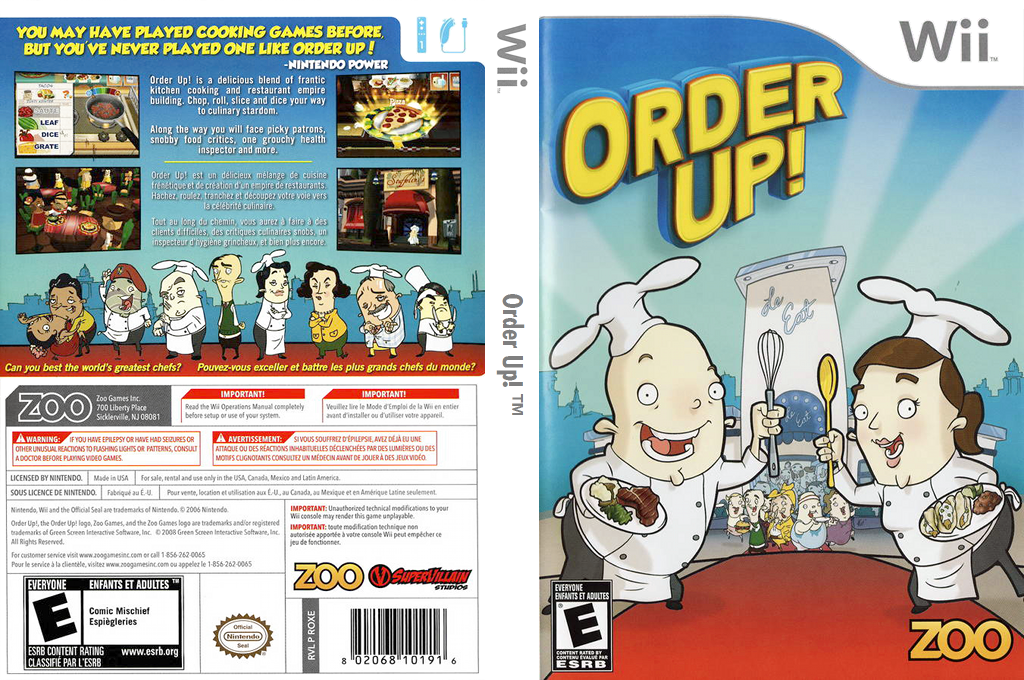 YOU MAY HAVE PLAYED COOKING GAMES BEFORE,
BUT YOU'VE NEVER PLAYED ONE LIKE ORDER UP!
-NINTENDO POWER
1
Order Up! is a delicious blend of frantic
kitchen cooking and restaurant empire
building. Chop, roll, slice and dice your way
to culinary stardom.
Along the way you will face picky patrons,
snobby food critics, one grouchy health
inspector and more.
Order Up! est un délicieux mélange de cuisine
frénétique et de création d'un empire de restaurants.
Hachez, roulez, tranchez et découpez votre voie vers
la célébrité culinaire.
Tout au long du chemin, vous aurez à faire à des
clients difficiles, des critiques culinaires snobs, un
inspecteur d'hygiène grincheux, et bien plus encore.
LEAF
DICE
GRATE
Can you best the world's greatest chefs?
Pouvez-vous exceller et battre les plus grands chefs du monde?
ZOO
Zoo Games Inc.
700 Liberty Place
Sicklerville, NJ 08081
IMPORTANT!
Read the Wii Operations Manual completely
before setup or use of your system.
IMPORTANT!
Veuillez lire le Mode d'Emploi de la Wii en entier
avant d'installer ou d'utiliser votre appareil.
WARNING: IF YOU HAVE EPILEPSY OR HAVE HAD SEIZURES OR
OTHER UNUSUAL REACTIONS TO FLASHING LIGHTS OR PATTERNS, CONSULT
A DOCTOR BEFORE PLAYING VIDEO GAMES.
AVERTISSEMENT: SI VOUS SOUFFREZ D'ÉPILEPSIE, AVEZ DÉJÀ EU UNE
ATTAQUE OU DES RÉACTIONS INHABITUELLES DÉCLENCHÉES PAR DES LUMIÈRES OU DES
MOTIFS CLIGNOTANTS CONSULTEZ UN MÉDECIN AVANT DE JOUER À DES JEUX VIDÉO.
LICENSED BY NINTENDO. Made in USA For sale, rental and use only in the USA, Canada, Mexico and Latin America.
SOUS LICENCE DE NINTENDO. Fabriqué au É.-U. Pour vente, location et utilisation aux É.-U., au Canada, au Mexique et en Amérique Latine seulement.
Nintendo, Wii and the Official Seal are trademarks of Nintendo. © 2006 Nintendo.
Order Up!, the Order Up! logo, Zoo Games, and the Zoo Games logo are trademarks and/or registered
trademarks of Green Screen Interactive Software, Inc. © 2008 Green Screen Interactive Software, Inc.
All Rights Reserved.
For customer service visit www.zoogamesinc.com or call 1-856-262-0065
Pour le service à la clientèle, visitez www.zoogamesinc.com ou appelez le 1-856-262-0065
IMPORTANT: Unauthorized technical modifications to your
Wii console may render this game unplayable.
IMPORTANT: toute modification technique non
autorisée apportée à votre console Wii peut empêcher ce
jeu de fonctionner.
EVERYONE ENFANTS ET ADULTES ™
E
Comic Mischief
Espiègleries
ESRB CONTENT RATING www.esrb.org
CLASSIFIÉ PAR L'ESRB
Official
Nintendo
Seal
ZOO
SUPERVILLAIN
STUDIOS
RVL P ROXE
8 02068 10191 6
Wii
Order Up! ™
Wii™
ORDER
UP!
Le
Eat
EVERYONE
ENFANTS ET ADULTES
E
CONTENT RATED BY
CONTENU ÉVALUÉ PAR
ESRB
ZOO